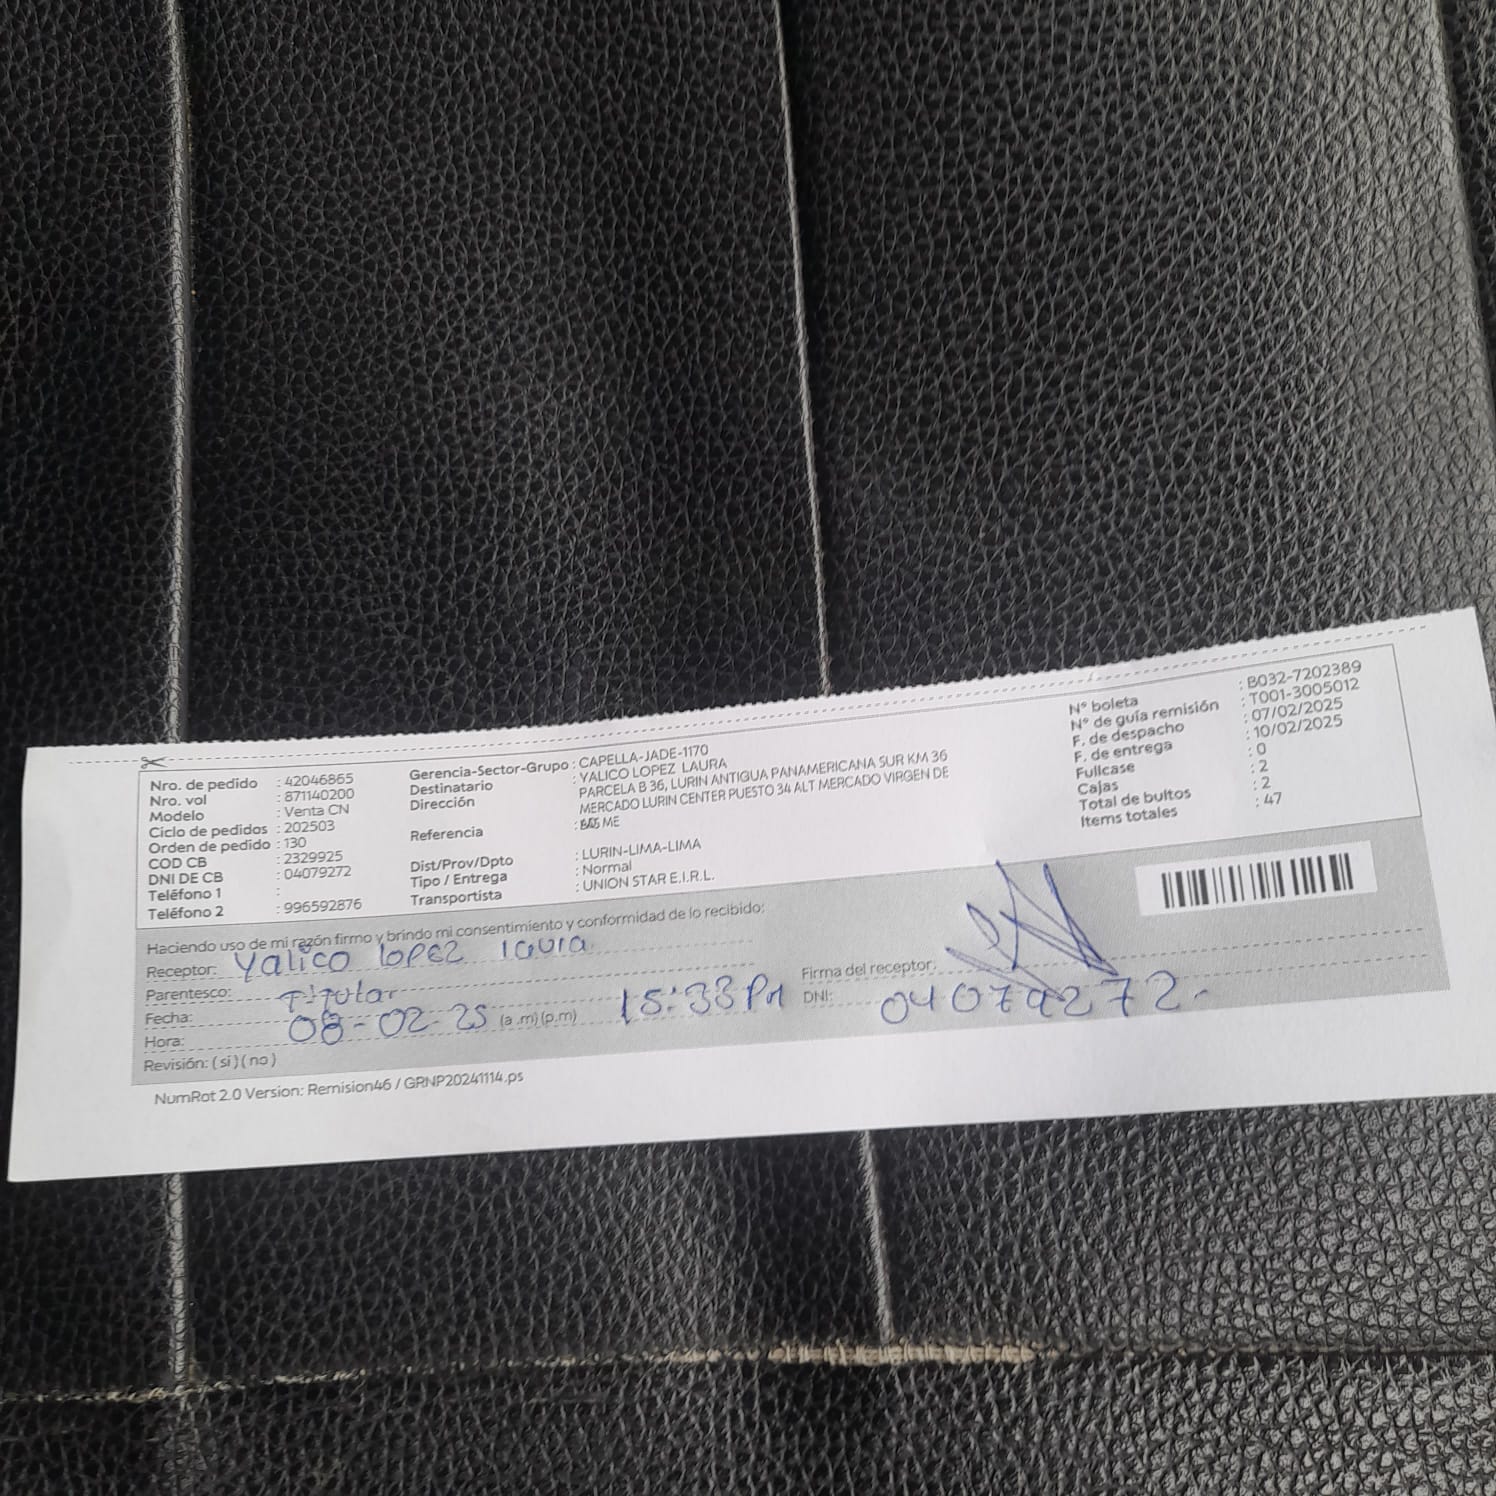 Nro. de pedido : 42046865
Nro. vol : 871140200
Modelo : Venta CN
Ciclo de pedidos : 202503
Orden de pedido : 130
COD CB : 2329925
DNI DE CB : 04079272
Teléfono 1 :
Teléfono 2 : 996592876
Gerencia-Sector-Grupo : CAPELLA-JADE-1170
Destinatario : YALICO LOPEZ LAURA
Dirección PARCELA B 36, LURIN ANTIGUA PANAMERICANA SUR KM 36
MERCADO LURIN CENTER PUESTO 34 ALT MERCADO VIRGEN DE
Referencia : ME
Dist/Prov/Dpto : LURIN-LIMA-LIMA
Tipo / Entrega : Normal
Transportista : UNION STAR E.I.R.L.
N° boleta : B032-7202389
N° de guía remisión : T001-3005012
F. de despacho : 07/02/2025
F. de entrega : 10/02/2025
Fullcase : 0
Cajas : 2
Total de bultos : 2
Items totales : 47
Haciendo uso de mi razón firmo y brindo mi consentimiento y conformidad de lo recibido:
Receptor: Yalico lopez laura
Parentesco: Titular
Fecha: 08-02-25
Hora: (a .m) (p.m) 15:33 Pm
Revisión: ( si ) ( no )
Firma del receptor:
DNI: 04079272-
NumRot 2.0 Version: Remision46 / GRNP20241114.ps